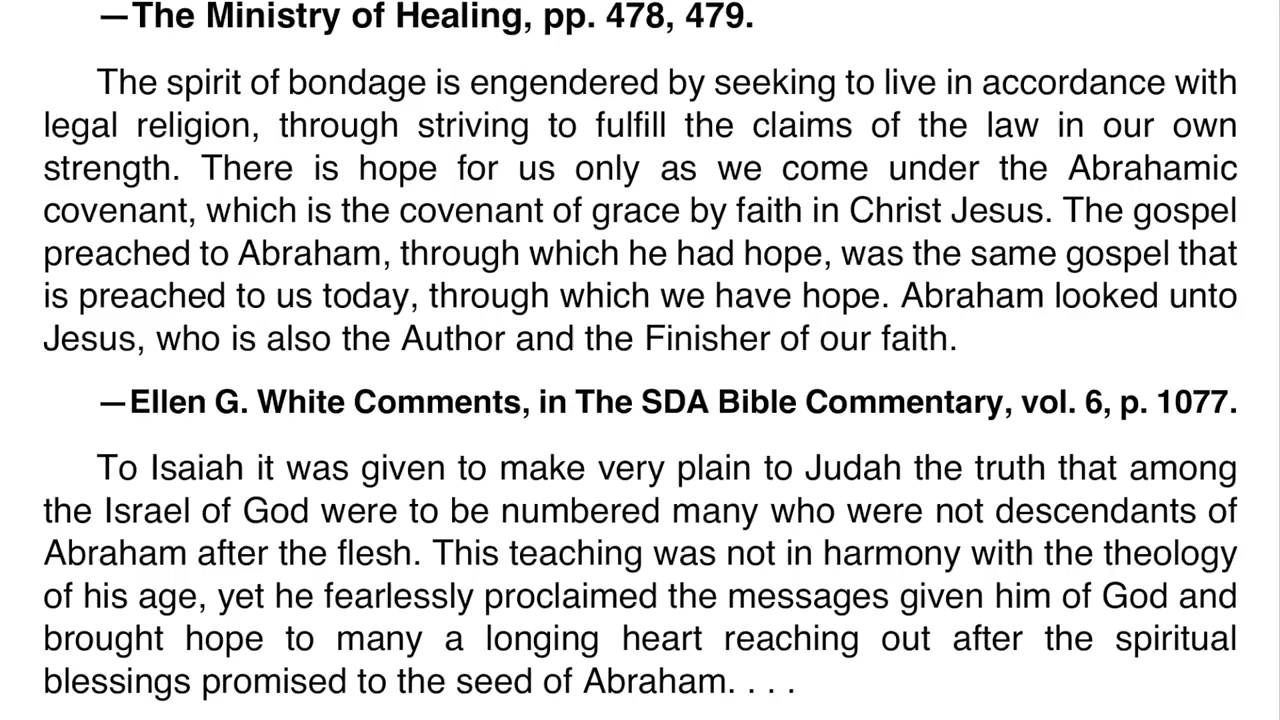 —The Ministry of Healing, pp. 478, 479.
The spirit of bondage is engendered by seeking to live in accordance with
legal religion, through striving to fulfill the claims of the law in our own
strength. There is hope for us only as we come under the Abrahamic
covenant, which is the covenant of grace by faith in Christ Jesus. The gospel
preached to Abraham, through which he had hope, was the same gospel that
is preached to us today, through which we have hope. Abraham looked unto
Jesus, who is also the Author and the Finisher of our faith.
—Ellen G. White Comments, in The SDA Bible Commentary, vol. 6, p. 1077.
To Isaiah it was given to make very plain to Judah the truth that among
the Israel of God were to be numbered many who were not descendants of
Abraham after the flesh. This teaching was not in harmony with the theology
of his age, yet he fearlessly proclaimed the messages given him of God and
brought hope to many a longing heart reaching out after the spiritual
blessings promised to the seed of Abraham. . . .